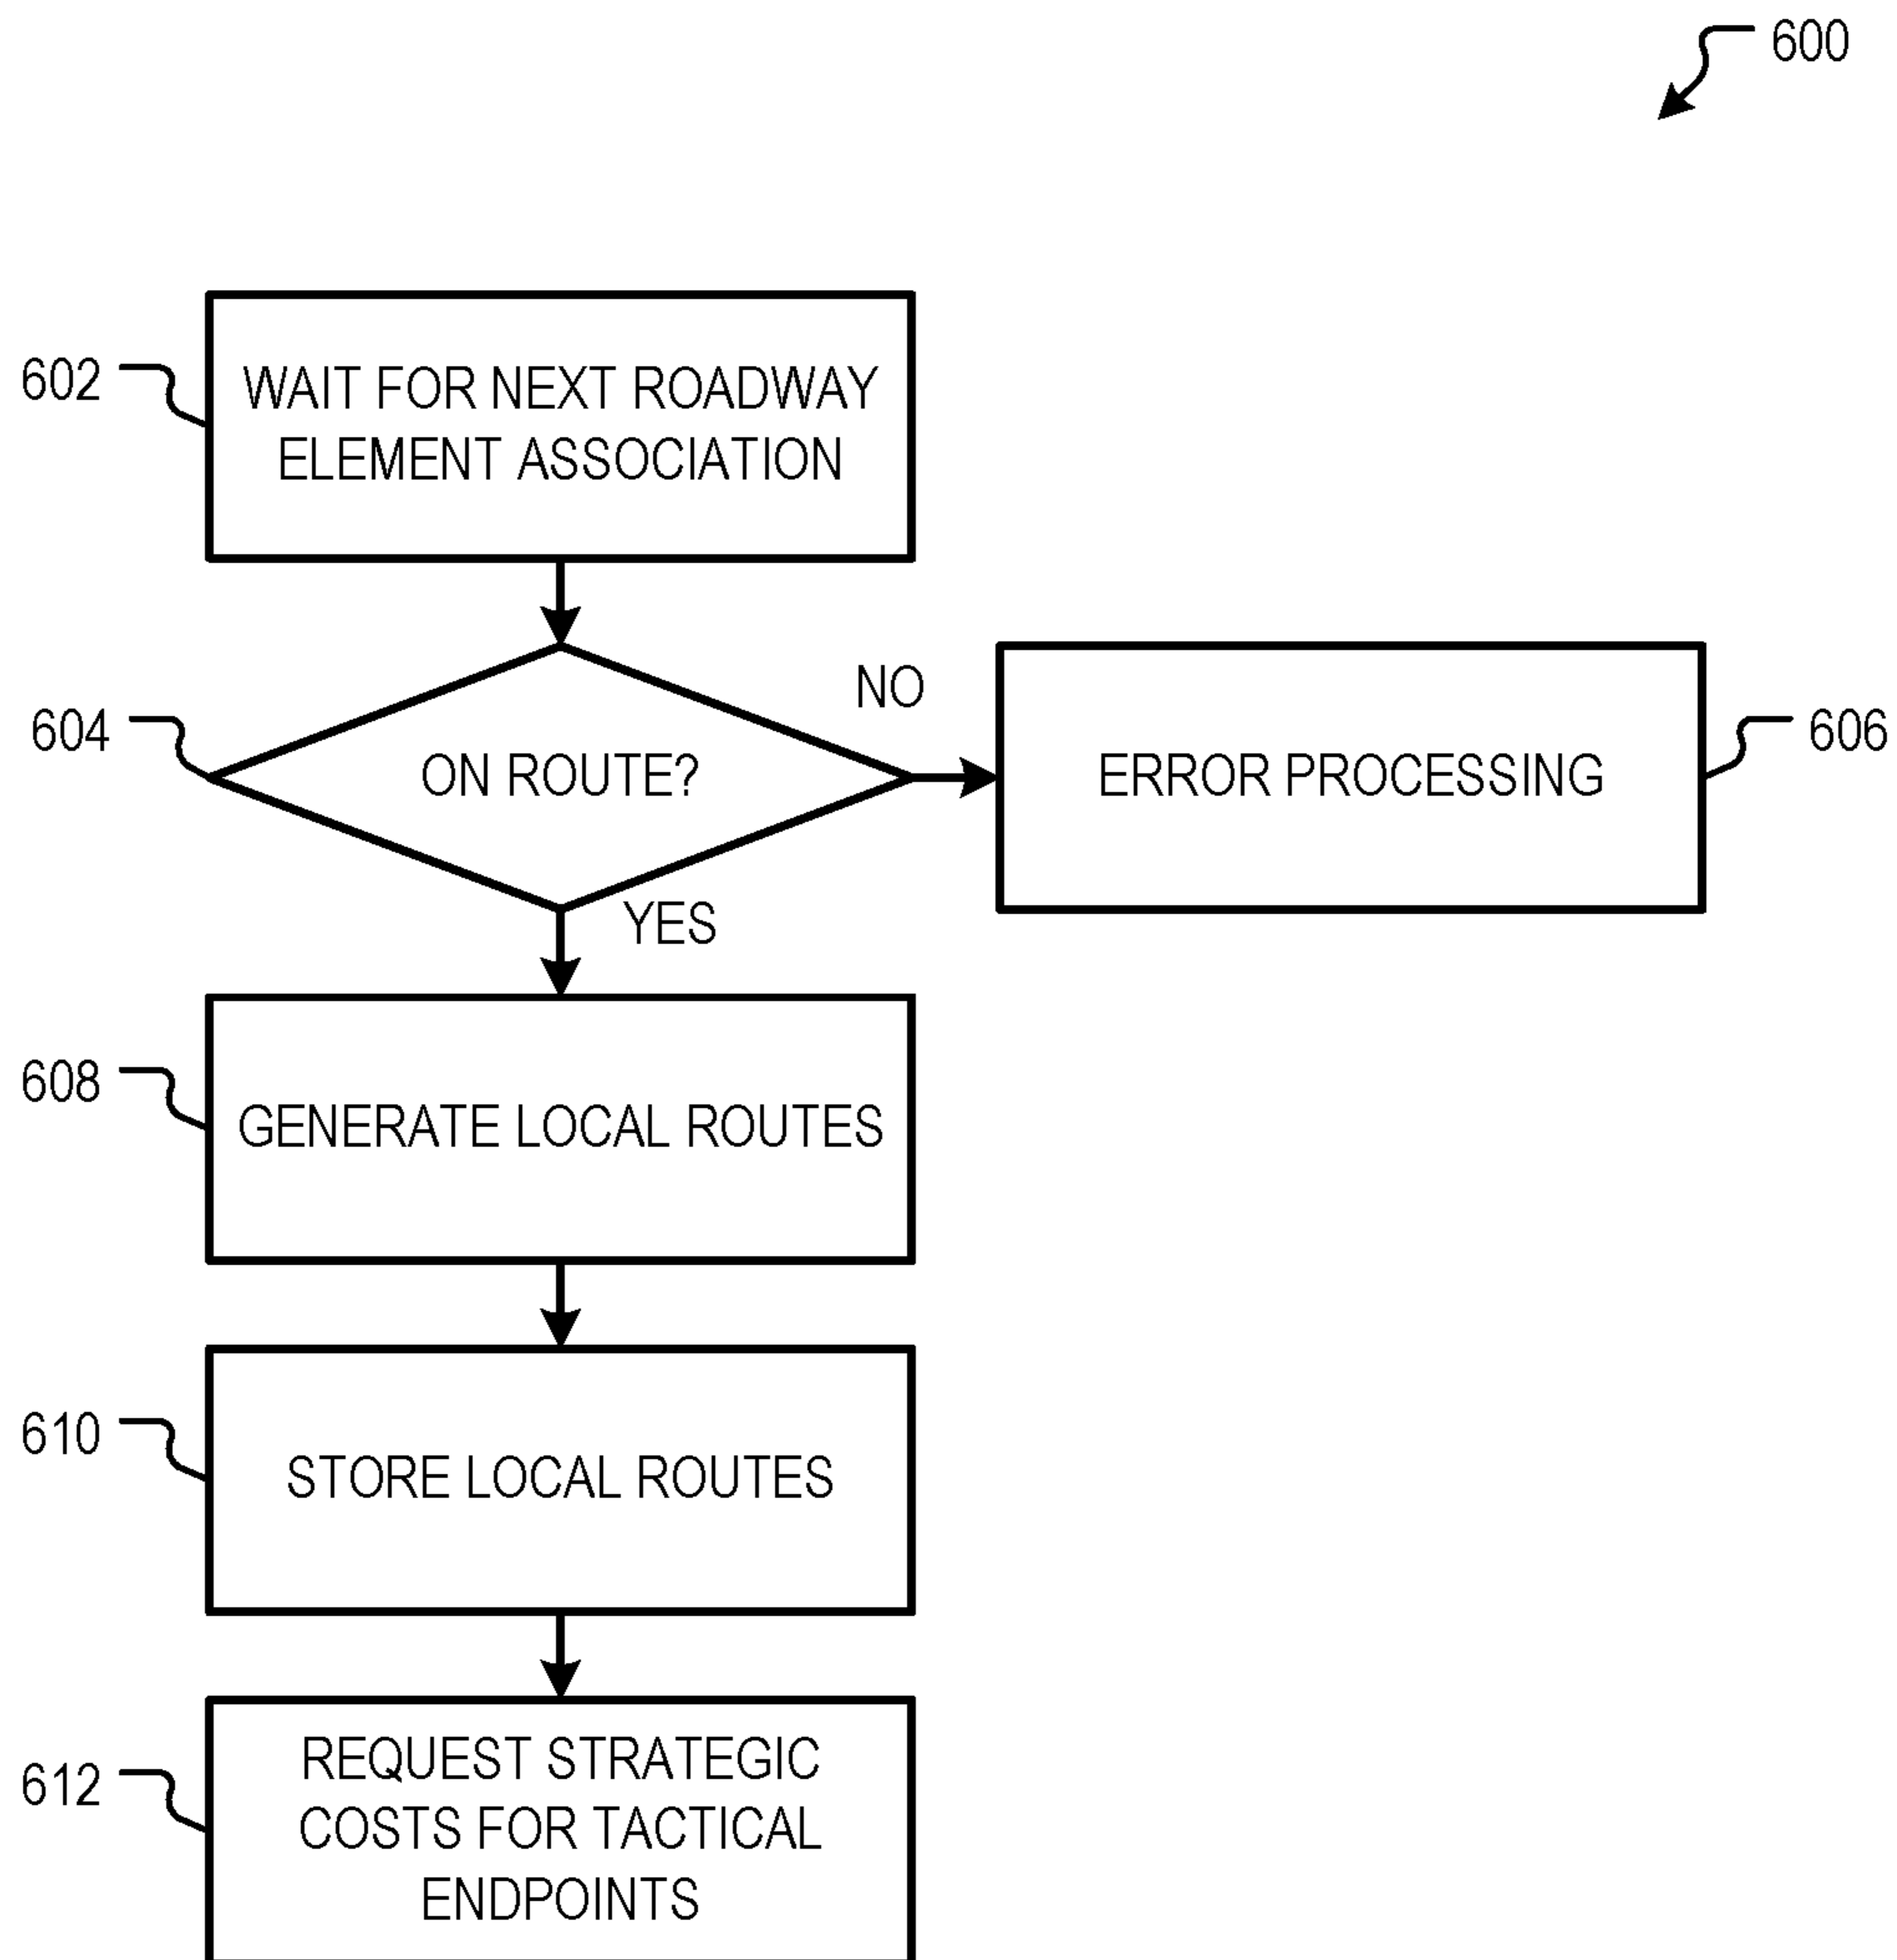 600
602
WAIT FOR NEXT ROADWAY
ELEMENT ASSOCIATION
604
ON ROUTE?
NO
606
ERROR PROCESSING
YES
608
GENERATE LOCAL ROUTES
610
STORE LOCAL ROUTES
612
REQUEST STRATEGIC
COSTS FOR TACTICAL
ENDPOINTS